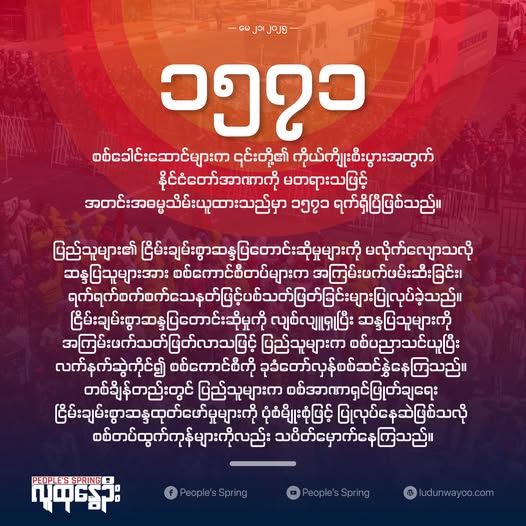 — မေ ၂၁၊ ၂၀၂၅ —
၁၅၇၁
စစ်ခေါင်းဆောင်များက ၎င်းတို့၏ ကိုယ်ကျိုးစီးပွားအတွက်
နိုင်ငံတော်အာဏာကို မတရားသဖြင့်
အတင်းအဓမ္မသိမ်းယူထားသည်မှာ ၁၅၇၁ ရက်ရှိပြီဖြစ်သည်။
ပြည်သူများ၏ ငြိမ်းချမ်းစွာဆန္ဒပြတောင်းဆိုမှုများကို မလိုက်လျောသလို
ဆန္ဒပြသူများအား စစ်ကောင်စီတပ်များက အကြမ်းဖက်ဖမ်းဆီးခြင်း၊
ရက်ရက်စက်စက်သေနတ်ဖြင့်ပစ်သတ်ဖြတ်ခြင်းများပြုလုပ်ခဲ့သည်။
ငြိမ်းချမ်းစွာဆန္ဒပြတောင်းဆိုမှုကို လျစ်လျူရှုပြီး ဆန္ဒပြသူများကို
အကြမ်းဖက်သတ်ဖြတ်လာသဖြင့် ပြည်သူများက စစ်ပညာသင်ယူပြီး
လက်နက်ဆွဲကိုင်၍ စစ်ကောင်စီကို ခုခံတော်လှန်စစ်ဆင်နွှဲနေကြသည်။
တစ်ချိန်တည်းတွင် ပြည်သူများက စစ်အာဏာရှင်ပြုတ်ချရေး
ငြိမ်းချမ်းစွာဆန္ဒထုတ်ဖော်မှုများကို ပုံစံမျိုးစုံဖြင့် ပြုလုပ်နေဆဲဖြစ်သလို
စစ်တပ်ထွက်ကုန်များကိုလည်း သပိတ်မှောက်နေကြသည်။
PEOPLE'S SPRING
လူထုနွေဦး
People's Spring
People's Spring
ludunwayoo.com